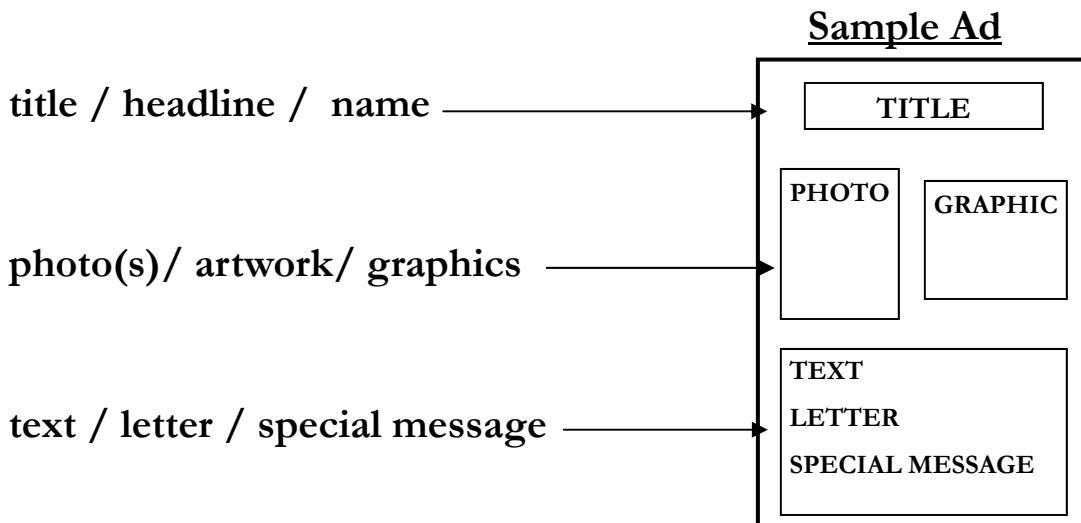 Sample Ad
title / headline /  name
TITLE
photo(s)/ artwork/ graphics
PHOTO
GRAPHIC
text / letter / special message
TEXT
LETTER
SPECIAL MESSAGE